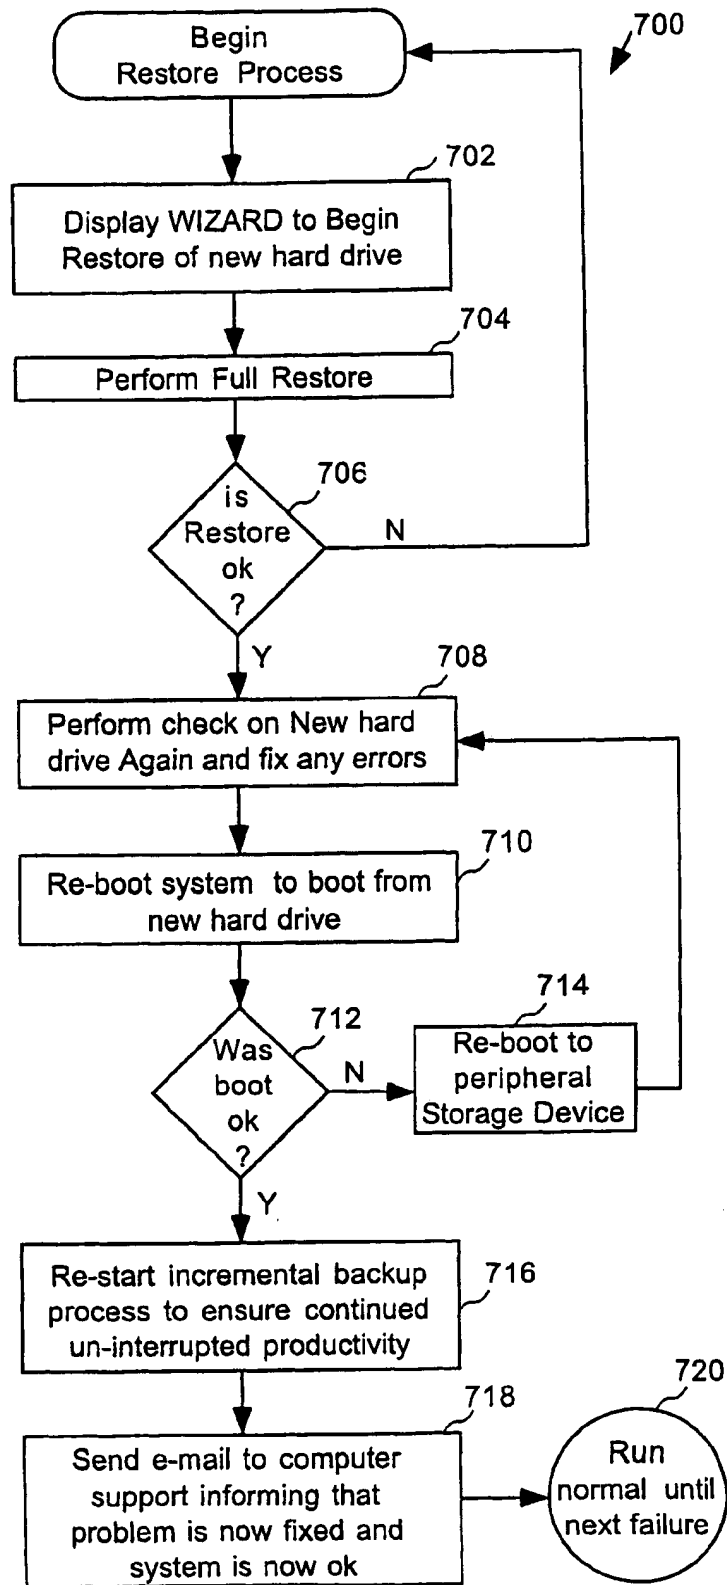 Begin
Restore Process
700
702
Display WIZARD to Begin
Restore of new hard drive
704
Perform Full Restore
706
is
Restore
ok
?
N
Y
708
Perform check on New hard
drive Again and fix any errors
710
Re-boot system to boot from
new hard drive
712
Was
boot
ok
?
N
714
Re-boot to
peripheral
Storage Device
Y
Re-start incremental backup
process to ensure continued
un-interrupted productivity
716
718
Send e-mail to computer
support informing that
problem is now fixed and
system is now ok
720
Run
normal until
next failure